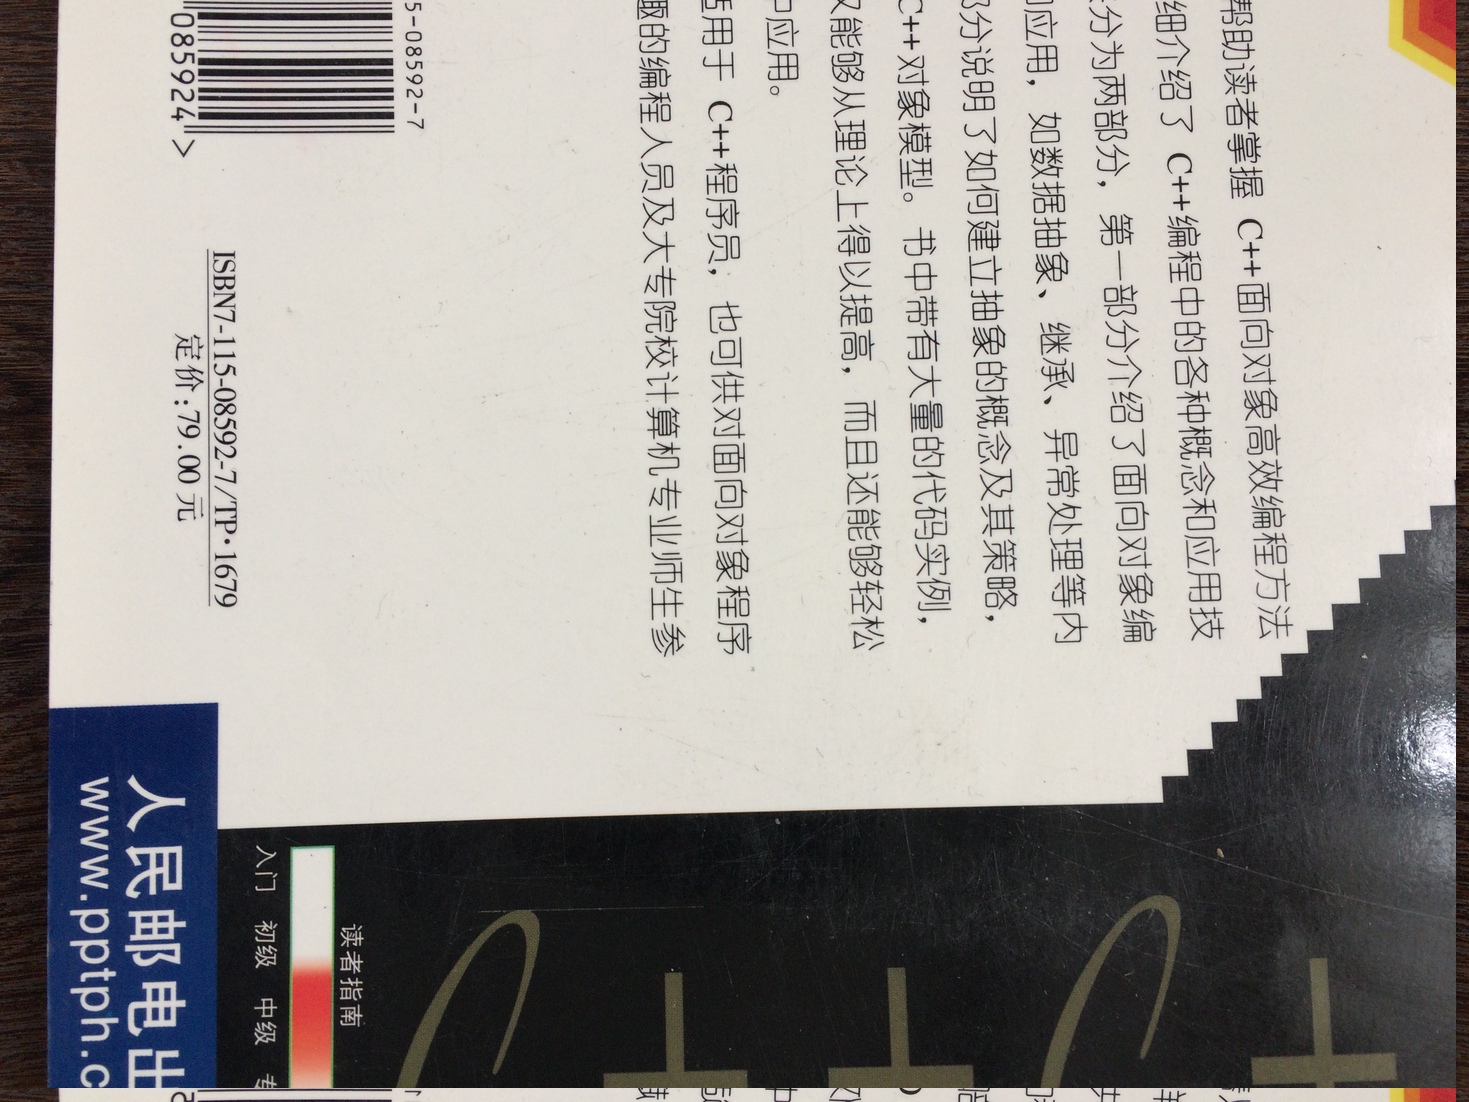 帮助读者掌握 C++面向对象高效编程方法
细介绍了 C++编程中的各种概念和应用技
分为两部分，第一部分介绍了面向对象编
应用，如数据抽象、继承、异常处理等内
部分说明了如何建立抽象的概念及其策略，
C++对象模型。书中带有大量的代码实例，
仅能够从理论上得以提高，而且还能够轻松
中应用。
适用于 C++程序员，也可供对面向对象程序
趣的编程人员及大专院校计算机专业师生参
5-08592-7
085924 >
ISBN7-115-08592-7/TP·1679
定价:79.00 元
C++
读者指南
入门 初级 中级
人民邮电出
www.pptph.c